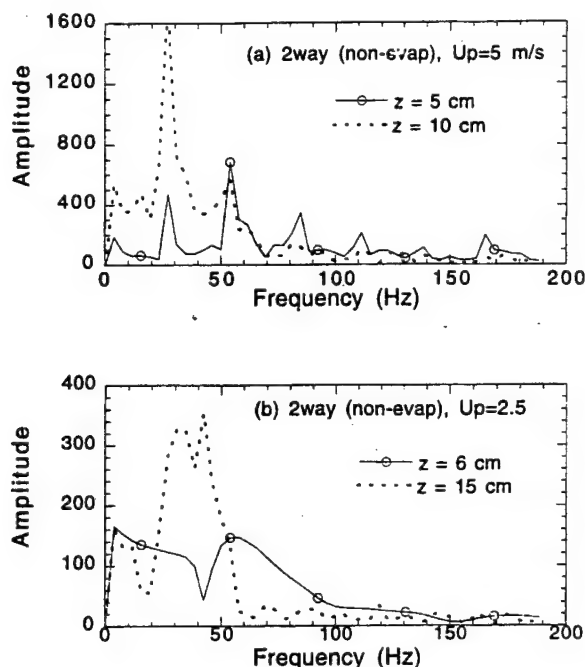 1600
(a) 2way (non-evap), Up=5 m/s
1200
z = 5 cm
z = 10 cm
800
400
0
Amplitude
0 50 100 150 200
Frequency (Hz)
400
(b) 2way (non-evap), Up=2.5
300
z = 6 cm
z = 15 cm
200
100
0
Amplitude
0 50 100 150 200
Frequency (Hz)